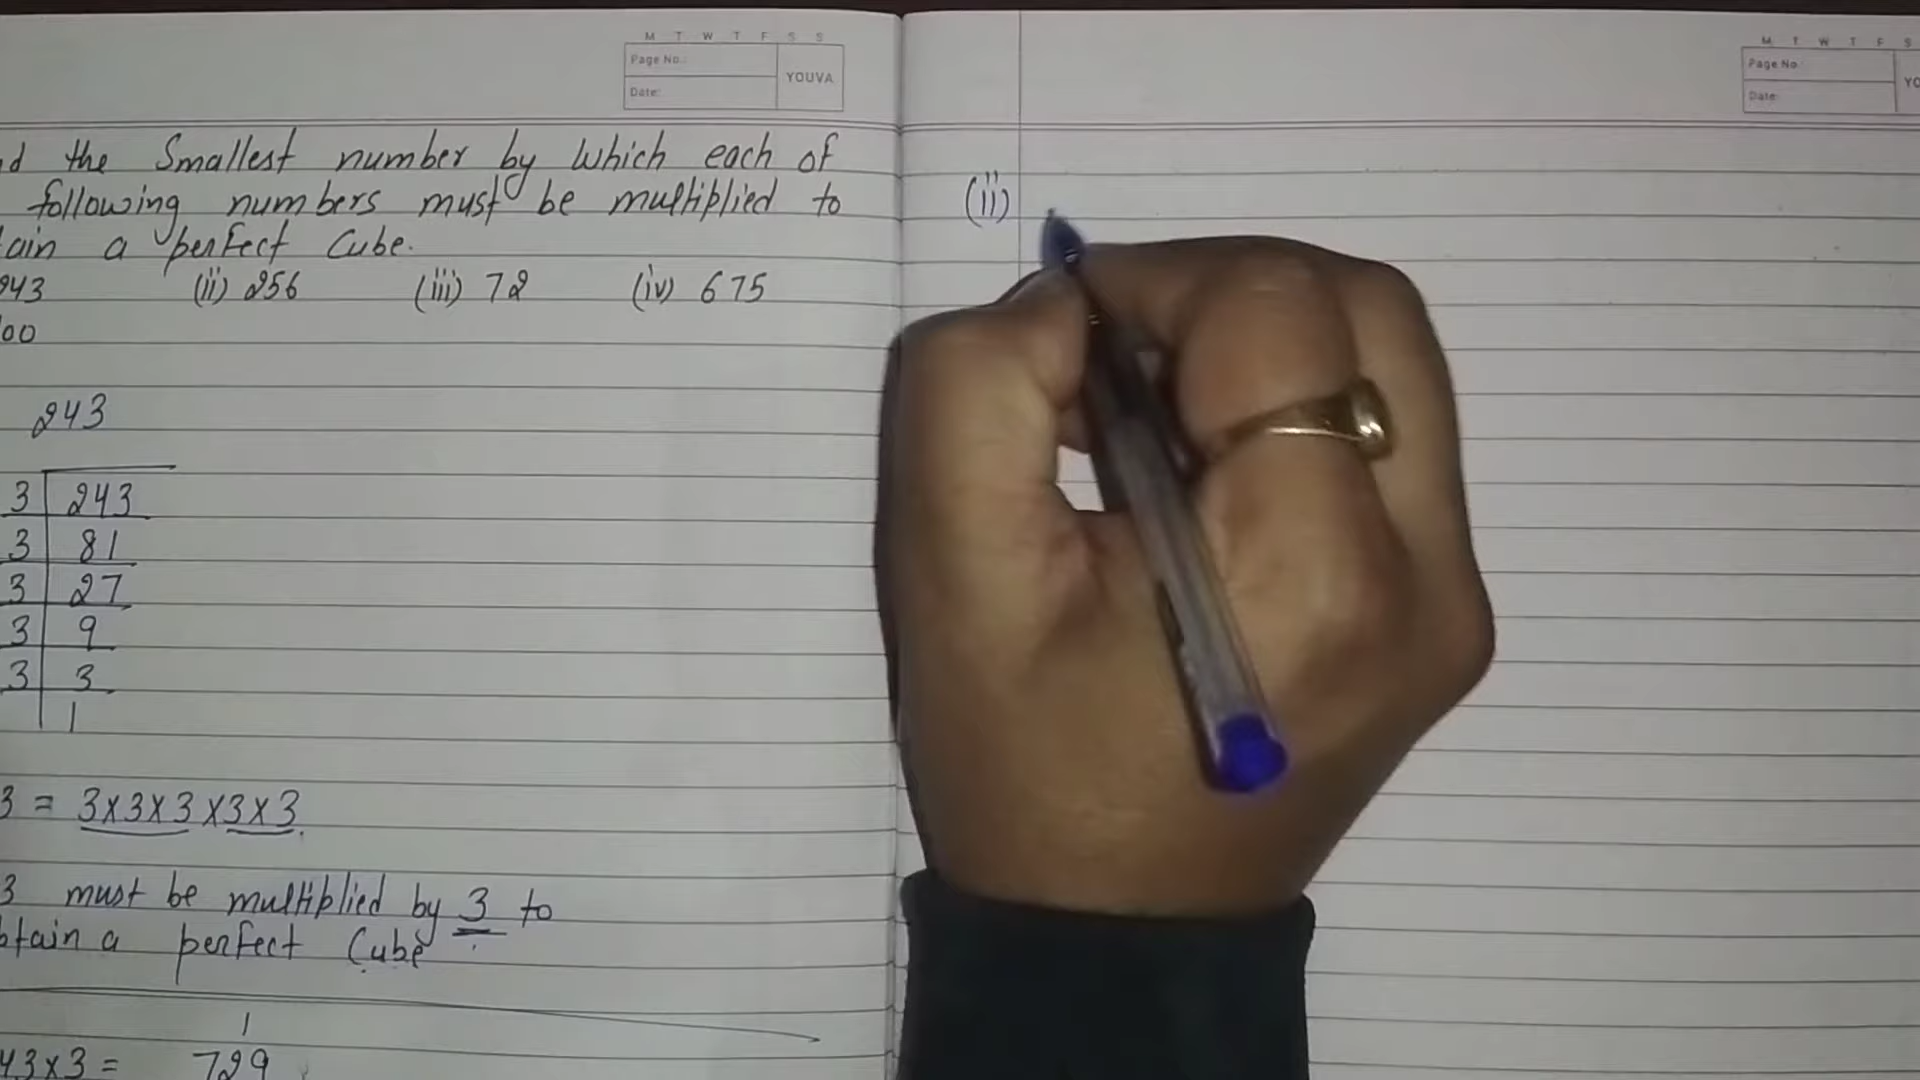 M T W T F S S
Page No.:
YOUVA
Date:
d the Smallest number by which each of
following numbers must be multiplied to
ain a perfect Cube.
243 (ii) 256 (iii) 72 (iv) 675
00
243
3 243
3 81
3 27
3 9
3 3
1
3 = 3x3x3x3x3.
3 must be multiplied by 3 to
btain a perfect Cube
1
43x3 = 729
M T W T F S
Page No.:
YO
Date:
(ii)